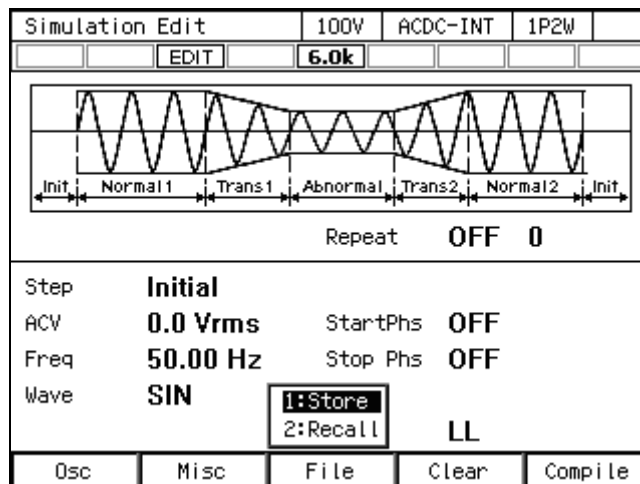 Simulation Edit 100V ACDC-INT 1P2W
EDIT 6.0k
Init Normal1 Trans1 Abnormal Trans2 Normal2 Init
Repeat OFF 0
Step Initial
ACV 0.0 Vrms StartPhs OFF
Freq 50.00 Hz Stop Phs OFF
Wave SIN
1:Store
2:Recall LL
Osc Misc File Clear Compile